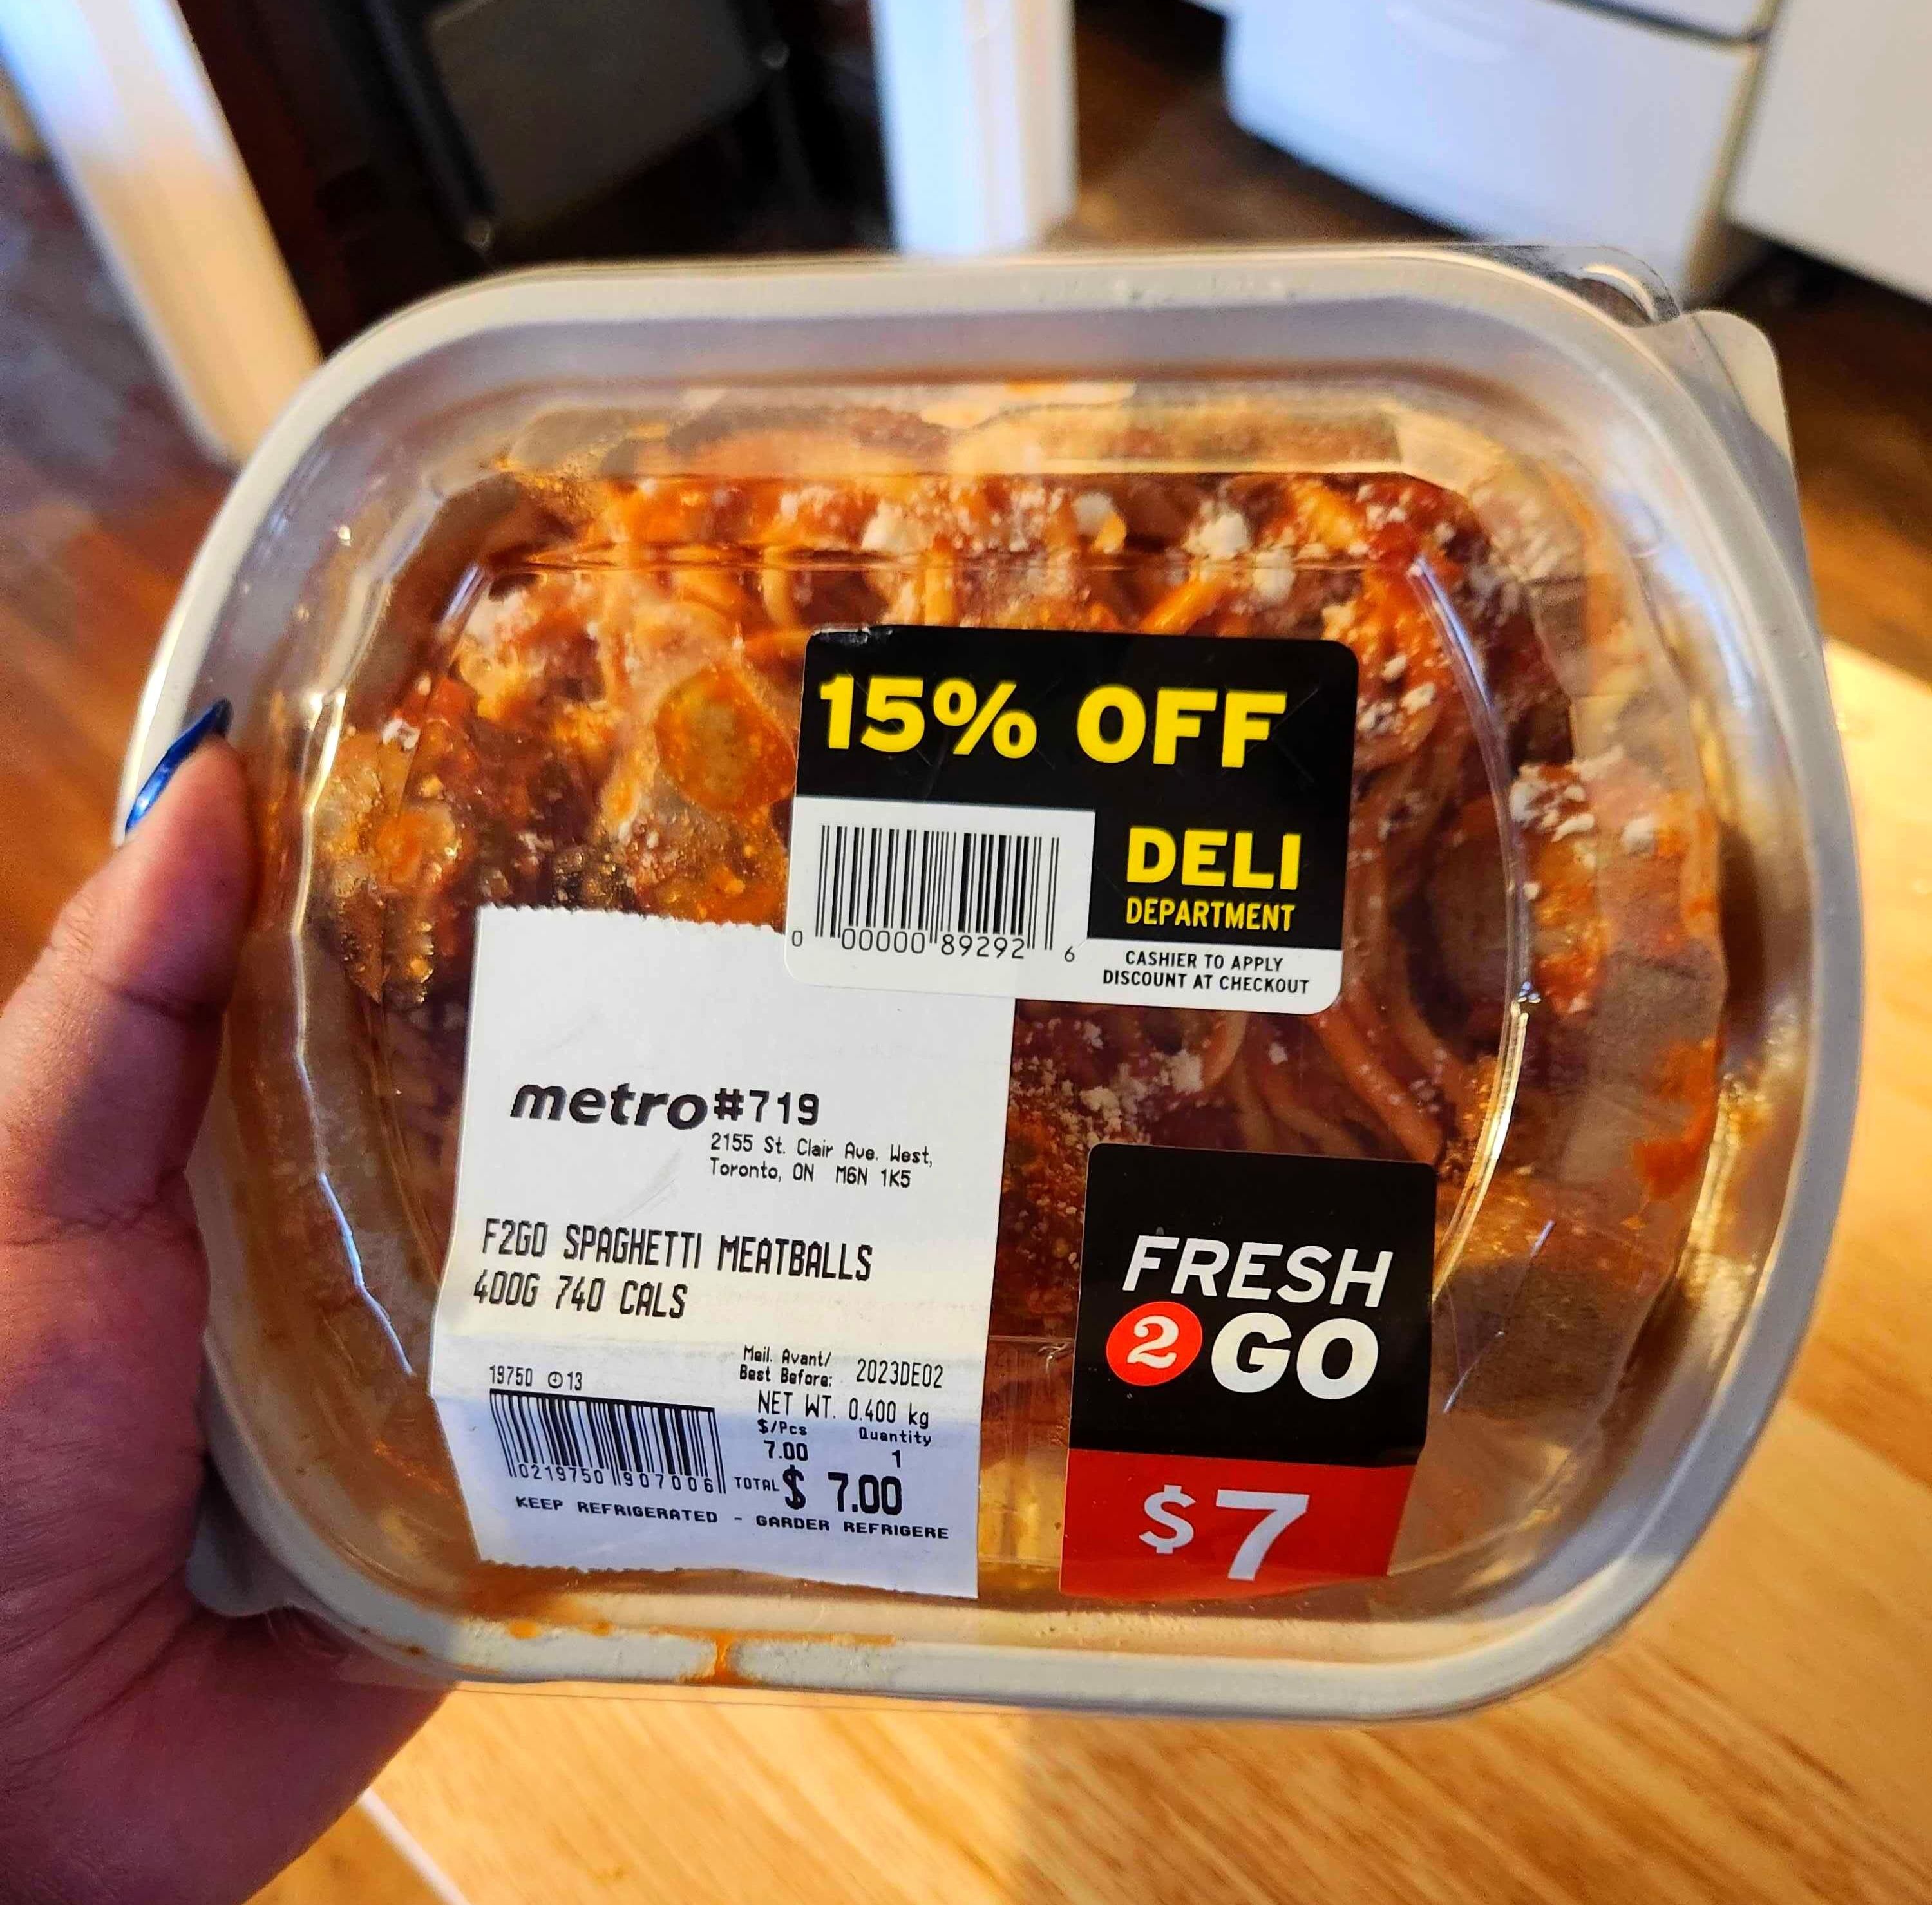 15% OFF
DELI
DEPARTMENT
0 00000 89292 6
CASHIER TO APPLY
DISCOUNT AT CHECKOUT
metro#719
2155 St. Clair Ave. West,
Toronto, ON M6N 1K5
F2GO SPAGHETTI MEATBALLS
400G 740 CALS
19750 13
Meil. Avant/
Best Before: 2023DE02
NET WT. 0.400 kg
$/Pcs Quantity
7.00 1
0219750 907006
TOTAL $ 7.00
KEEP REFRIGERATED - GARDER REFRIGERE
FRESH
2 GO
$7